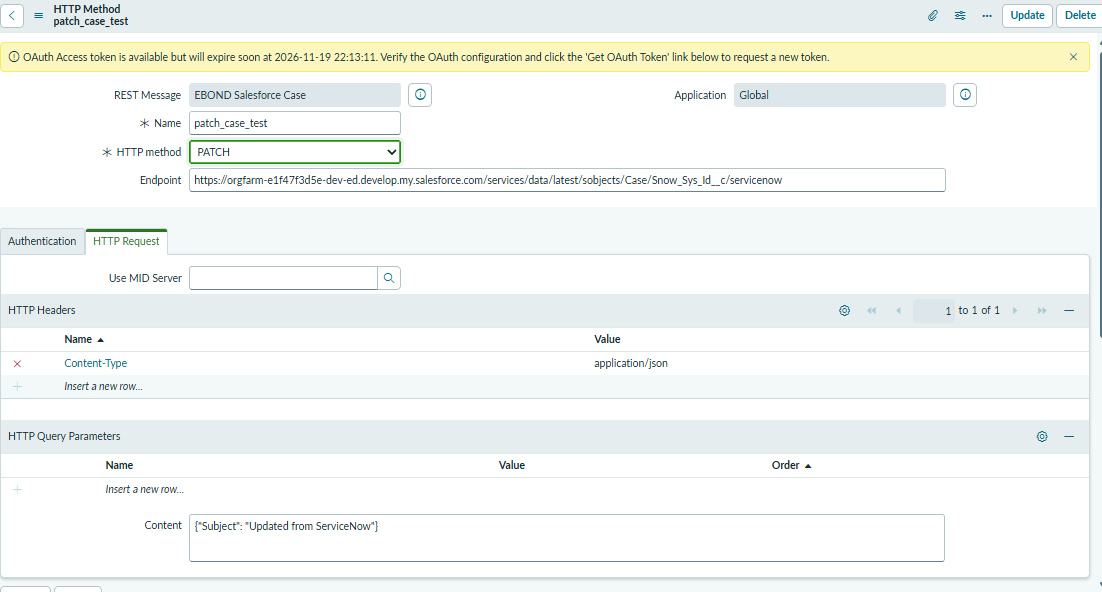 HTTP Method
patch_case_test
Update
Delete
OAuth Access token is available but will expire soon at 2026-11-19 22:13:11. Verify the OAuth configuration and click the 'Get OAuth Token' link below to request a new token.
REST Message EBOND Salesforce Case Application Global
Name patch_case_test
HTTP method PATCH
Endpoint https://orgfarm-e1f47f3d5e-dev-ed.develop.my.salesforce.com/services/data/latest/sobjects/Case/Snow_Sys_Id__c/servicenow
Authentication HTTP Request
Use MID Server
HTTP Headers 1 to 1 of 1
Name Value
Content-Type application/json
Insert a new row...
HTTP Query Parameters
Name Value Order
Insert a new row...
Content {"Subject": "Updated from ServiceNow"}